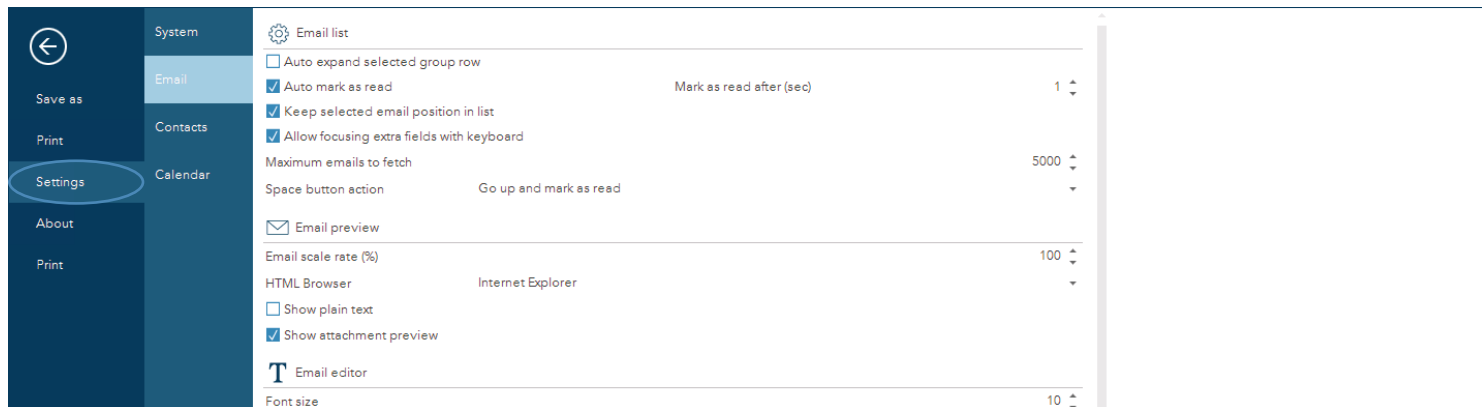 Save as
Print
Settings
About
Print
System
Email
Contacts
Calendar
Email list
Auto expand selected group row
Auto mark as read Mark as read after (sec) 1
Keep selected email position in list
Allow focusing extra fields with keyboard
Maximum emails to fetch 5000
Space button action Go up and mark as read
Email preview
Email scale rate (%) 100
HTML Browser Internet Explorer
Show plain text
Show attachment preview
T Email editor
Font size 10